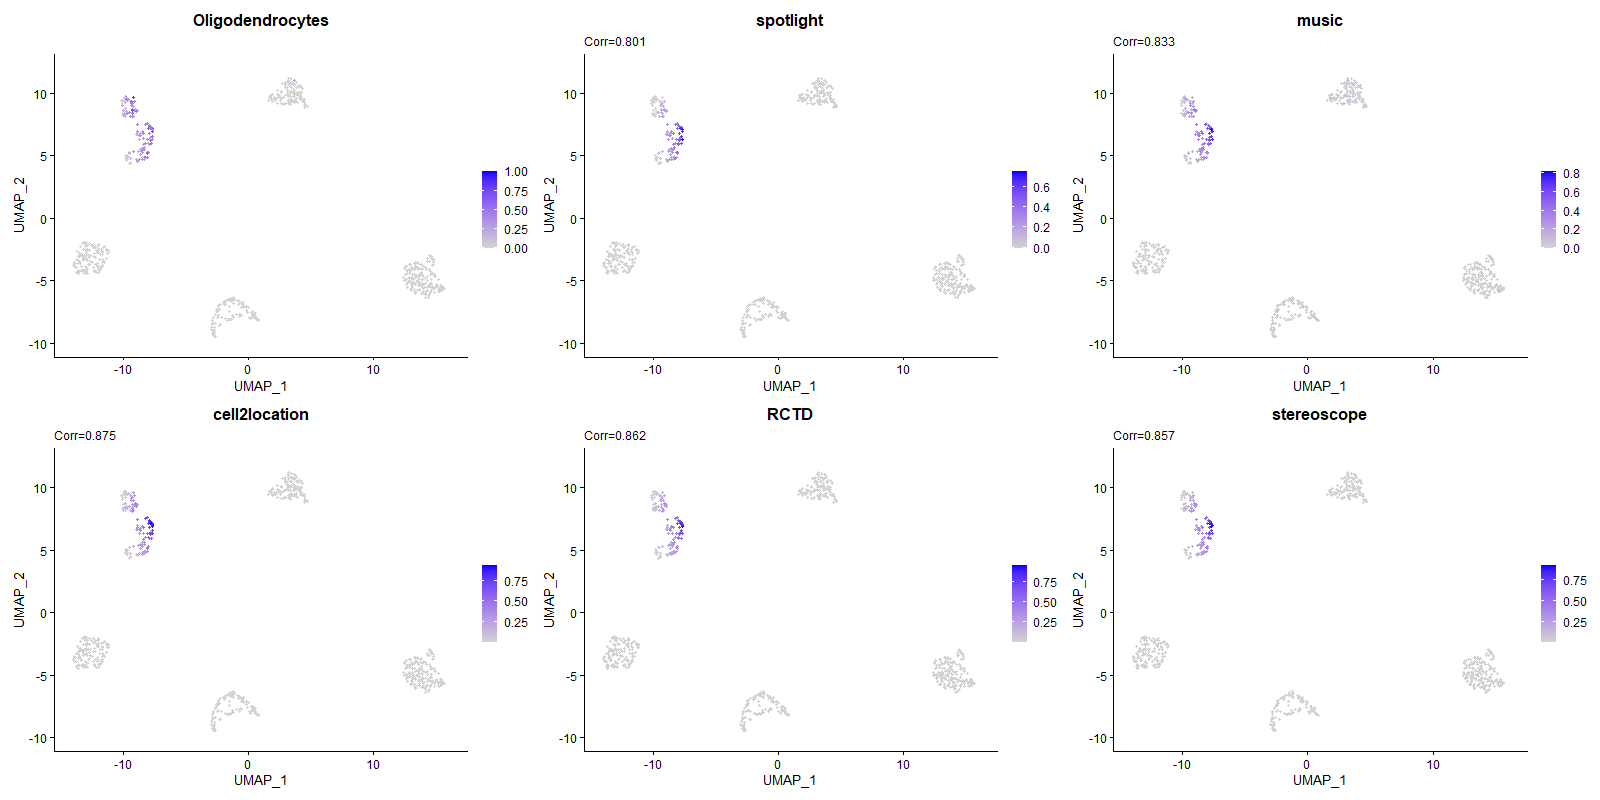 Oligodendrocytes
UMAP_2
10
5
0
-5
-10
-10 0 10
UMAP_1
1.00
0.75
0.50
0.25
0.00
spotlight
Corr=0.801
UMAP_2
10
5
0
-5
-10
-10 0 10
UMAP_1
0.6
0.4
0.2
0.0
music
Corr=0.833
UMAP_2
10
5
0
-5
-10
-10 0 10
UMAP_1
0.8
0.6
0.4
0.2
0.0
cell2location
Corr=0.875
UMAP_2
10
5
0
-5
-10
-10 0 10
UMAP_1
0.75
0.50
0.25
RCTD
Corr=0.862
UMAP_2
10
5
0
-5
-10
-10 0 10
UMAP_1
0.75
0.50
0.25
stereoscope
Corr=0.857
UMAP_2
10
5
0
-5
-10
-10 0 10
UMAP_1
0.75
0.50
0.25